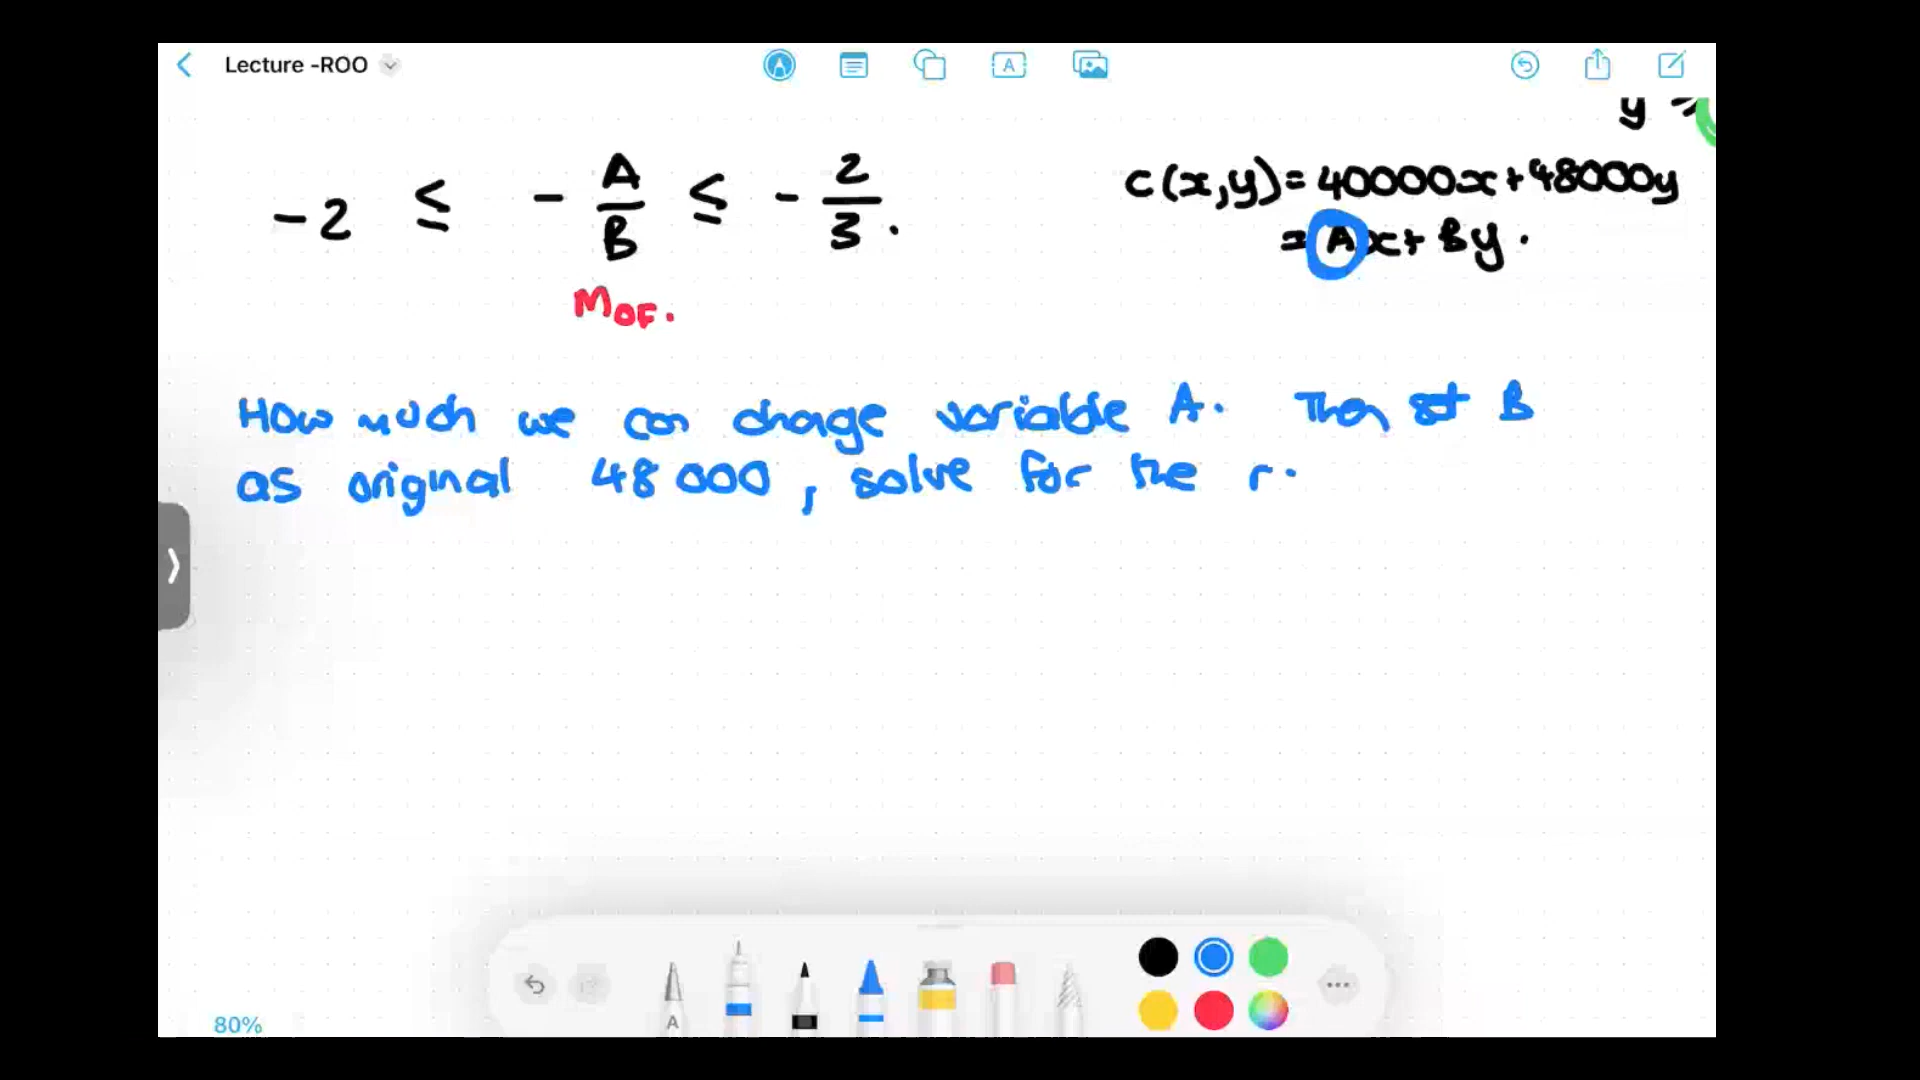 Lecture -ROO
y
-2 ≤ - A/B ≤ - 2/3 .
C(x,y) = 40000x + 48000y
= Ax + By .
MOF.
How much we can change variable A. Then set B
as original 48 000 , solve for the r.
A
80%